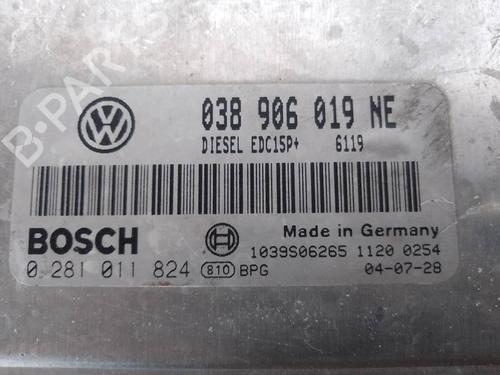 038 906 019 NE
DIESEL EDC15P+ 6119
BOSCH
Made in Germany
1039S06265 1120 0254
0 281 011 824 810 BPG 04-07-28
B-PARTS